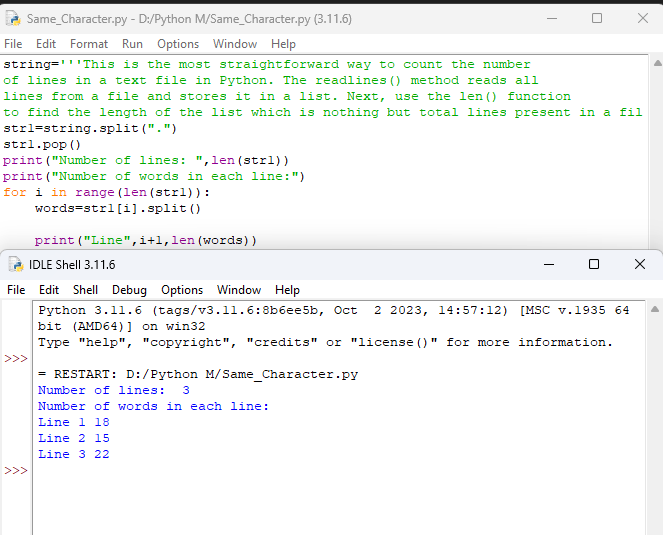 Same_Character.py - D:/Python M/Same_Character.py (3.11.6)
File Edit Format Run Options Window Help
string='''This is the most straightforward way to count the number
of lines in a text file in Python. The readlines() method reads all
lines from a file and stores it in a list. Next, use the len() function
to find the length of the list which is nothing but total lines present in a fil
str1=string.split(".")
str1.pop()
print("Number of lines: ",len(str1))
print("Number of words in each line:")
for i in range(len(str1)):
    words=str1[i].split()
    print("Line",i+1,len(words))
IDLE Shell 3.11.6
File Edit Shell Debug Options Window Help
Python 3.11.6 (tags/v3.11.6:8b6ee5b, Oct  2 2023, 14:57:12) [MSC v.1935 64
bit (AMD64)] on win32
Type "help", "copyright", "credits" or "license()" for more information.
>>>
= RESTART: D:/Python M/Same_Character.py
Number of lines:  3
Number of words in each line:
Line 1 18
Line 2 15
Line 3 22
>>>